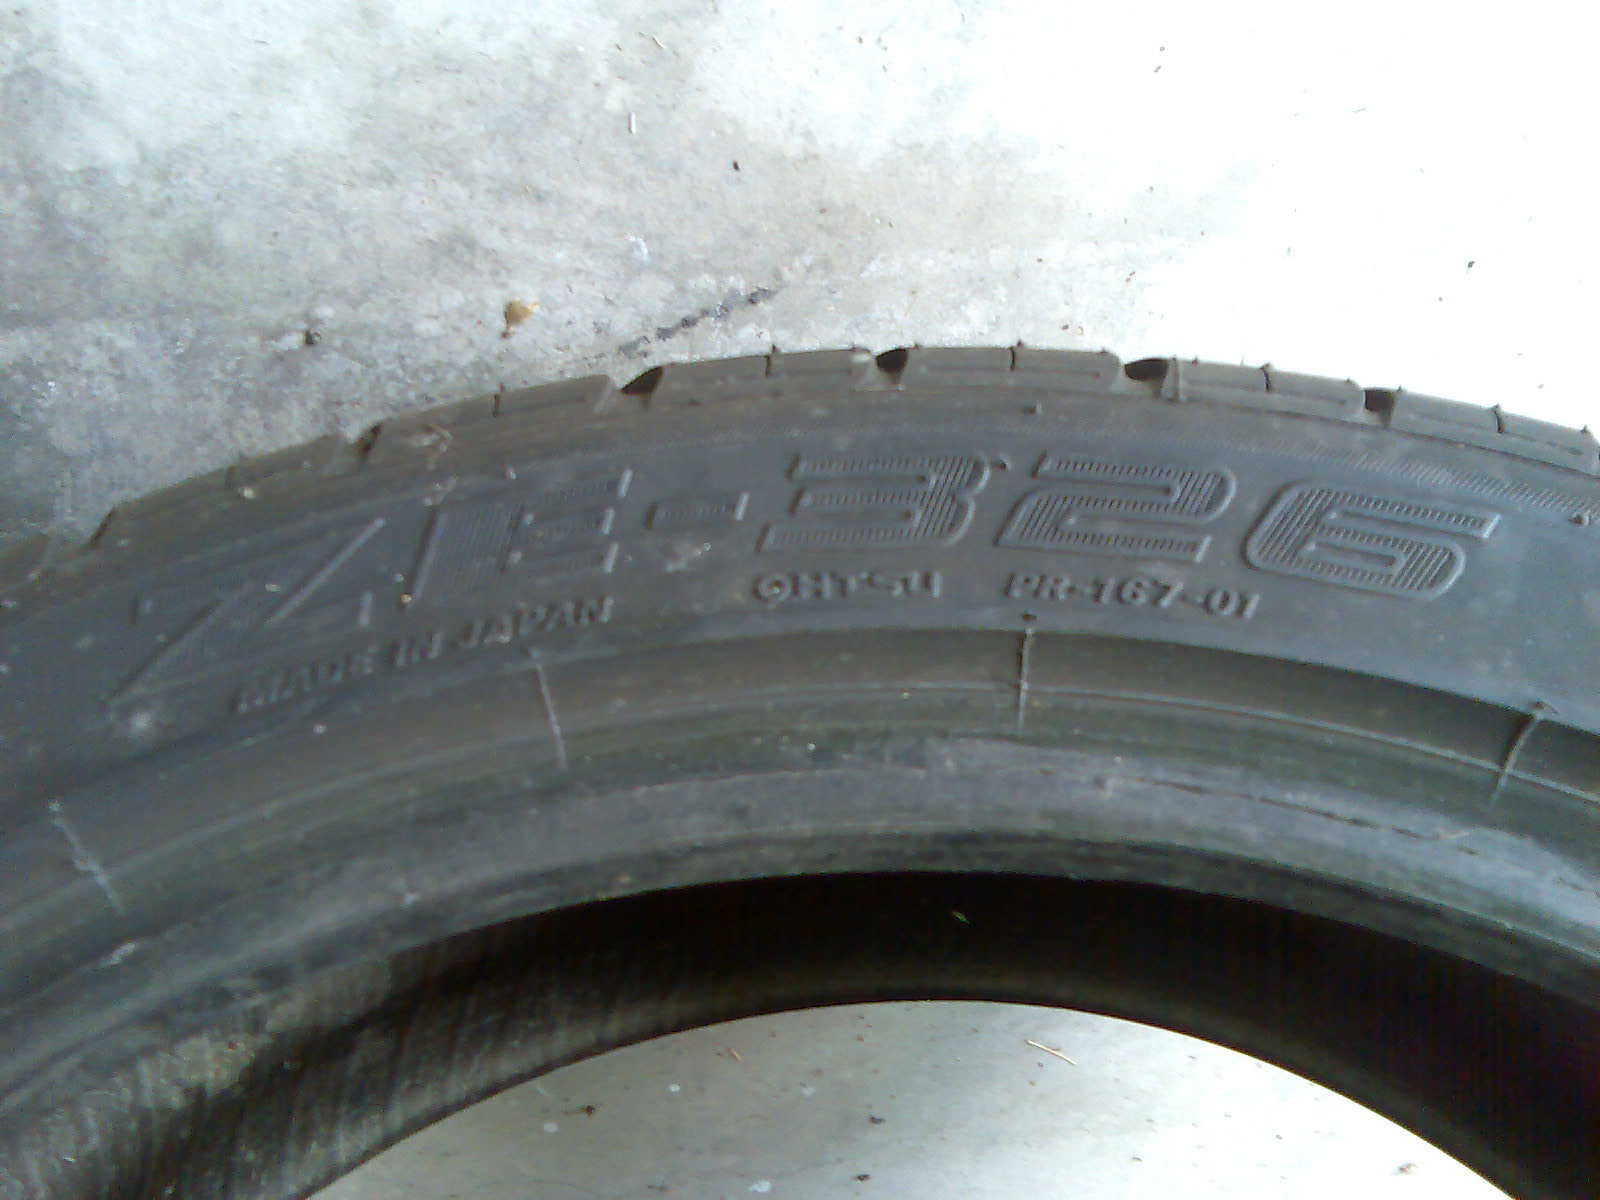 ZE-326
MADE IN JAPAN OHTSU PR-167-01